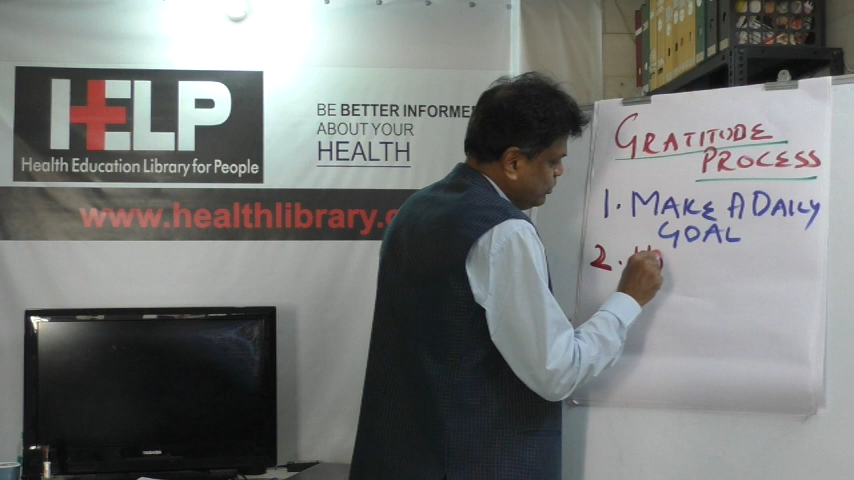 HELP
Health Education Library for People
BE BETTER INFORME
ABOUT YOUR
HEALTH
www.healthlibrary.c
GRATITUDE
PROCESS
1. MAKE A DAILY
GOAL
2. H
TOSHIBA